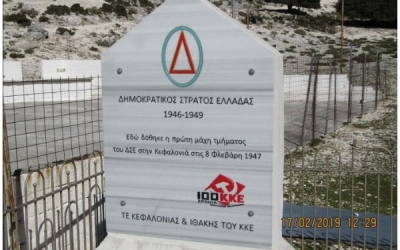 Δ
ΔΗΜΟΚΡΑΤΙΚΟΣ ΣΤΡΑΤΟΣ ΕΛΛΑΔΑΣ
1946-1949
Εδώ δόθηκε η πρώτη μάχη τμήματος
του ΔΣΕ στην Κεφαλονιά στις 8 Φλεβάρη 1947
100 ΚΚΕ
ΤΕ ΚΕΦΑΛΟΝΙΑΣ & ΙΘΑΚΗΣ ΤΟΥ ΚΚΕ
17/02/2019 12:29